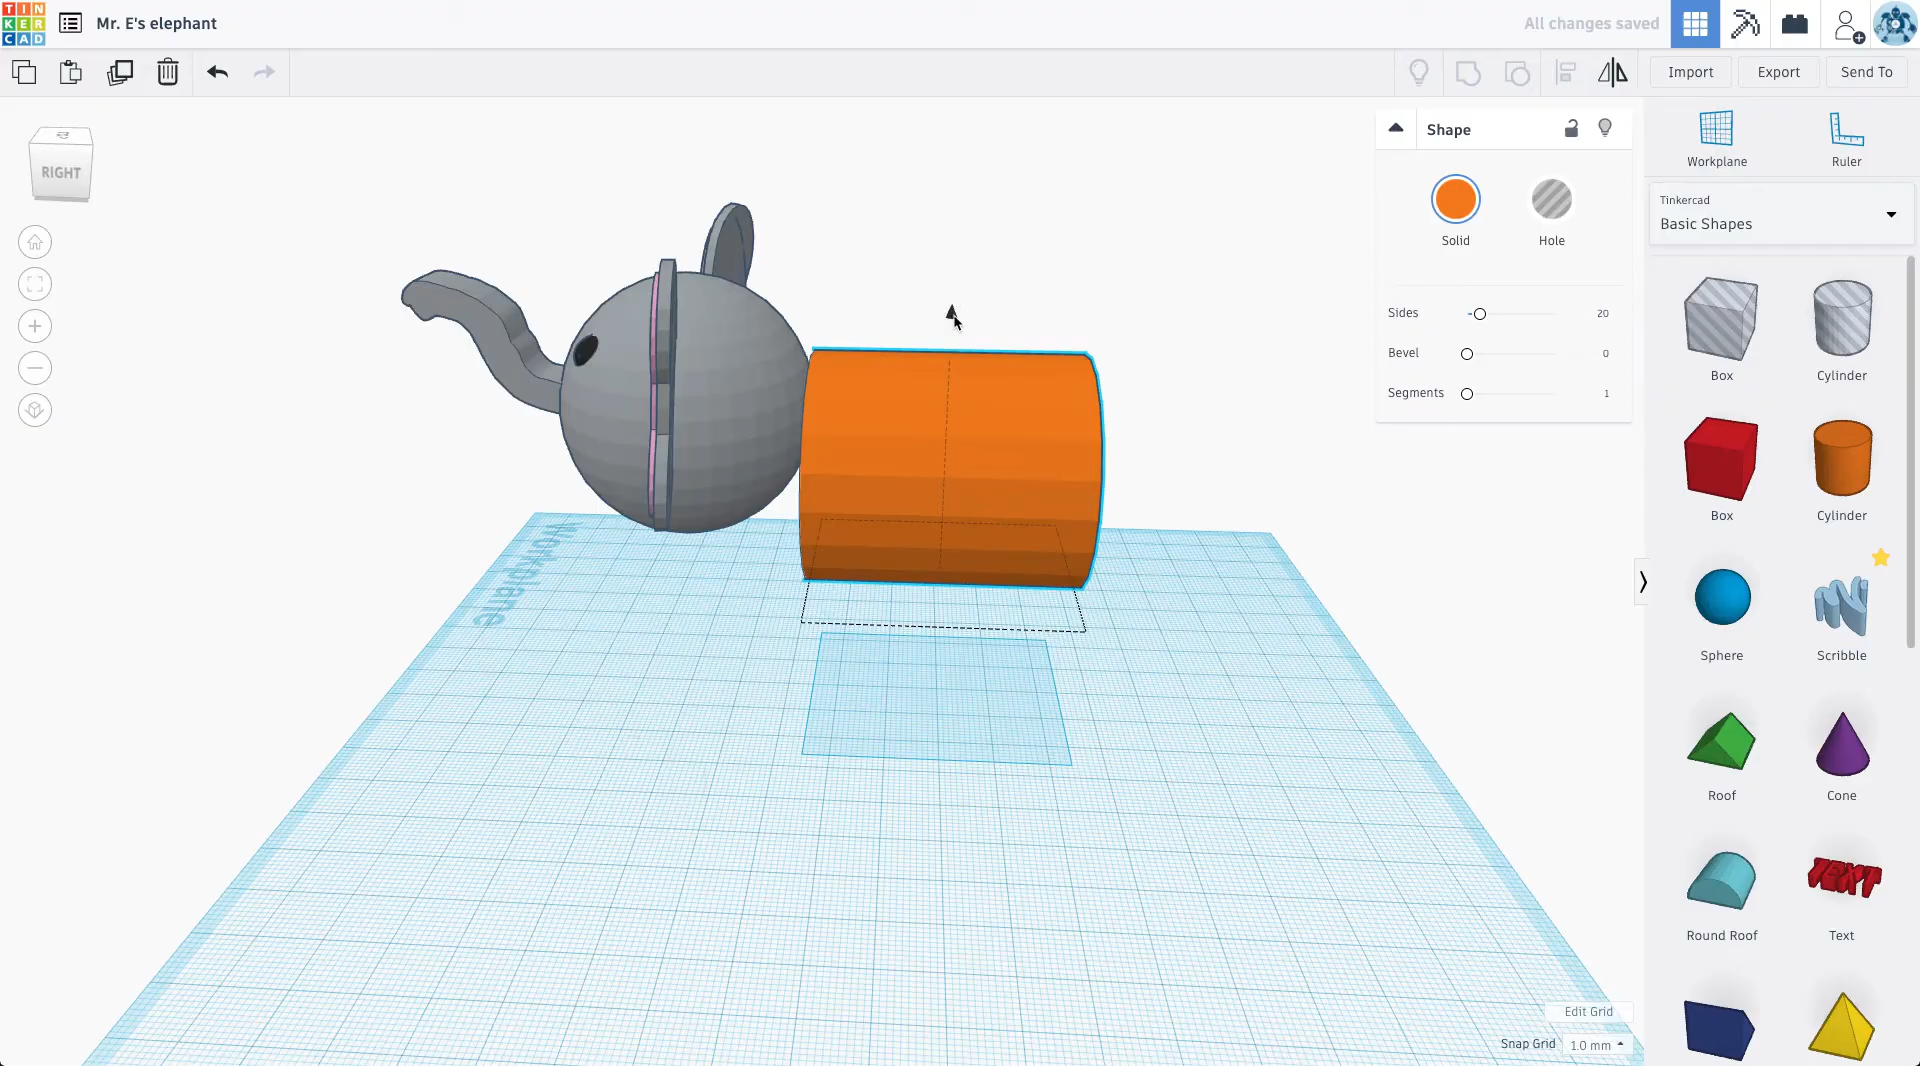 TIN
KER
CAD
Mr. E's elephant
All changes saved
Import
Export
Send To
RIGHT
Shape
Solid
Hole
Sides
20
Bevel
0
Segments
1
Workplane
Ruler
Tinkercad
Basic Shapes
Box
Cylinder
Box
Cylinder
Sphere
Scribble
Roof
Cone
TEXT
Round Roof
Text
Workplane
Edit Grid
Snap Grid
1.0 mm